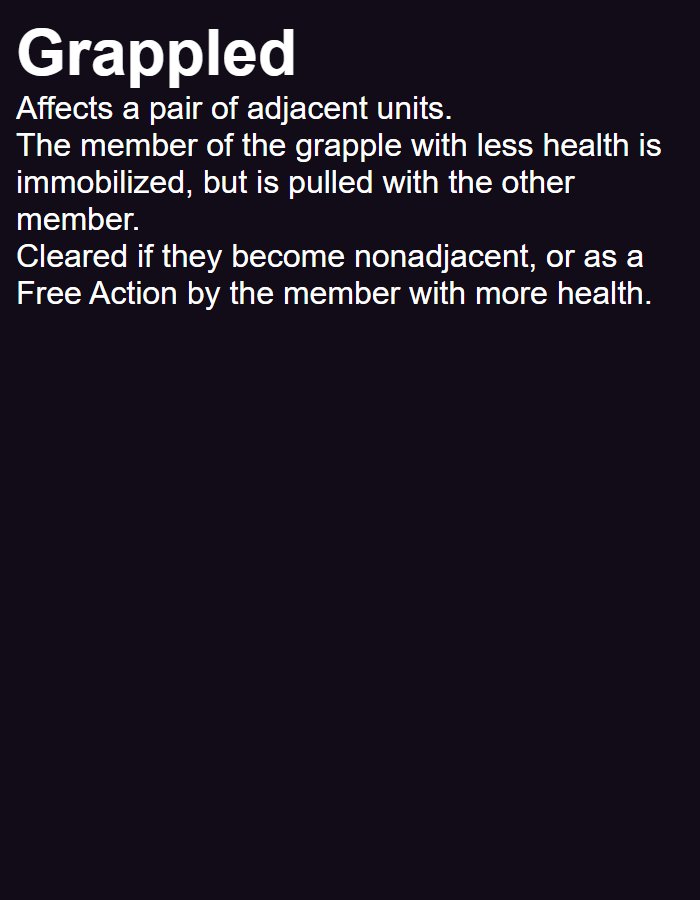 Grappled
Affects a pair of adjacent units.
The member of the grapple with less health is
immobilized, but is pulled with the other
member.
Cleared if they become nonadjacent, or as a
Free Action by the member with more health.